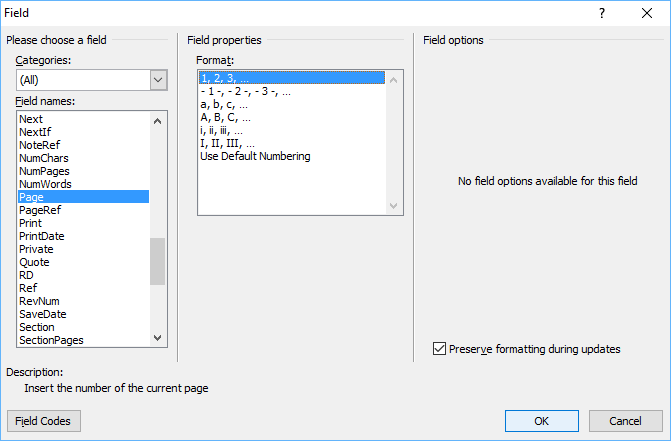 Field
Please choose a field
Categories:
(All)
Field names:
Next
NextIf
NoteRef
NumChars
NumPages
NumWords
Page
PageRef
Print
PrintDate
Private
Quote
RD
Ref
RevNum
SaveDate
Section
SectionPages
Field properties
Format:
1, 2, 3, ...
- 1 -, - 2 -, - 3 -, ...
a, b, c, ...
A, B, C, ...
i, ii, iii, ...
I, II, III, ...
Use Default Numbering
Field options
No field options available for this field
Preserve formatting during updates
Description:
Insert the number of the current page
Field Codes
OK
Cancel